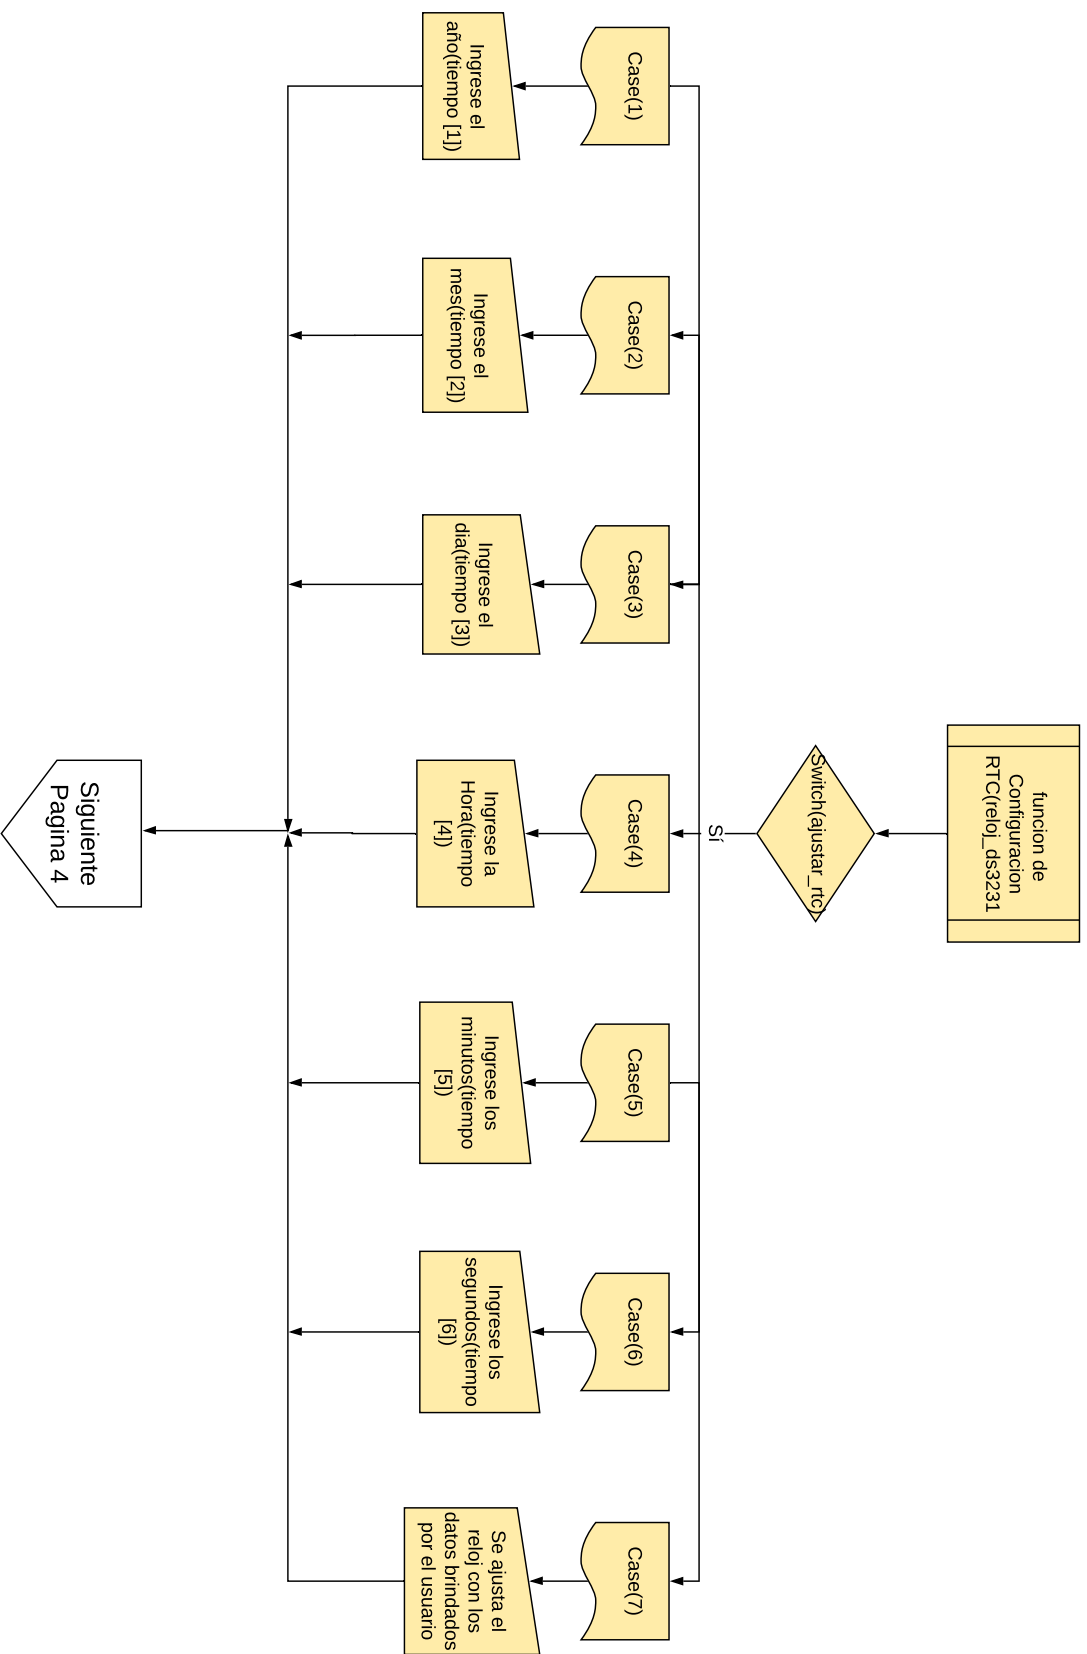 funcion de
Configuracion
RTC(reloj_ds3231
Switch(ajustar_rtc)
Sí
Case(1)
Case(2)
Case(3)
Case(4)
Case(5)
Case(6)
Case(7)
Ingrese el
año(tiempo [1])
Ingrese el
mes(tiempo [2])
Ingrese el
dia(tiempo [3])
Ingrese la
Hora(tiempo
[4])
Ingrese los
minutos(tiempo
[5])
Ingrese los
segundos(tiempo
[6])
Se ajusta el
reloj con los
datos brindados
por el usuario
Siguiente
Pagina 4